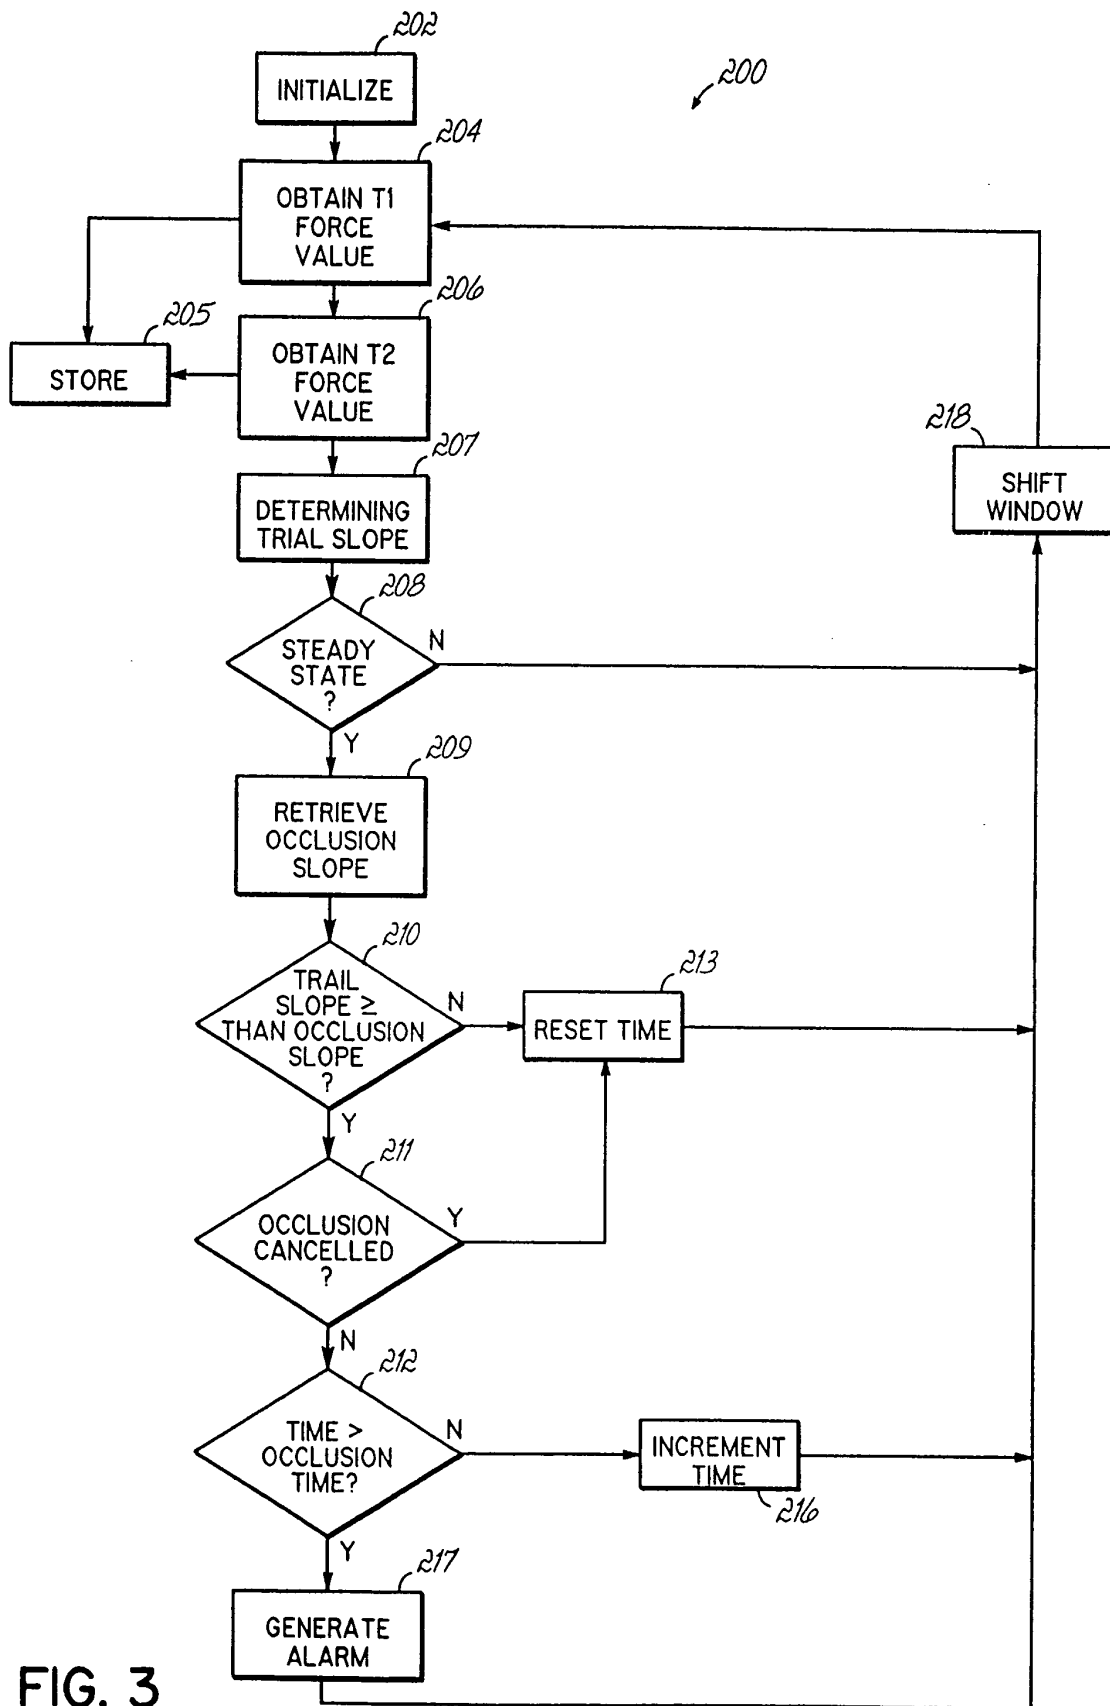 202
INITIALIZE
200
204
OBTAIN T1
FORCE
VALUE
206
205
STORE
OBTAIN T2
FORCE
VALUE
218
SHIFT
WINDOW
207
DETERMINING
TRIAL SLOPE
208
STEADY
STATE
?
N
Y
209
RETRIEVE
OCCLUSION
SLOPE
210
TRAIL
SLOPE ≥
THAN OCCLUSION
SLOPE
?
N
213
RESET TIME
Y
211
OCCLUSION
CANCELLED
?
Y
N
212
TIME >
OCCLUSION
TIME?
N
INCREMENT
TIME
216
Y
217
GENERATE
ALARM
FIG. 3